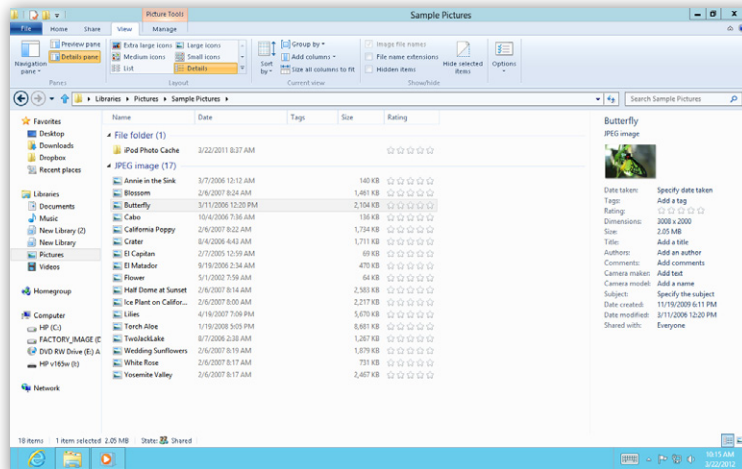 Picture Tools
Sample Pictures
File Home Share View Manage
Preview pane
Details pane
Navigation pane
Panes
Extra large icons Large icons
Medium icons Small icons
List Details
Layout
Sort by
Group by
Add columns
Size all columns to fit
Current view
Image file names
File name extensions
Hidden items
Hide selected items
Show/hide
Options
Libraries Pictures Sample Pictures
Search Sample Pictures
Favorites
Desktop
Downloads
Dropbox
Recent places
Libraries
Documents
Music
New Library (2)
New Library
Pictures
Videos
Homegroup
Computer
HP (C:)
FACTORY_IMAGE (D
DVD RW Drive (E:) A
HP v165w (I:)
Network
Name Date Tags Size Rating
File folder (1)
iPod Photo Cache 3/22/2011 8:37 AM
JPEG image (17)
Annie in the Sink 3/7/2006 12:12 AM 140 KB
Blossom 2/6/2007 8:24 AM 1,461 KB
Butterfly 3/11/2006 12:20 PM 2,104 KB
Cabo 10/4/2006 7:36 AM 136 KB
California Poppy 2/6/2007 8:22 AM 1,734 KB
Crater 8/4/2006 4:43 AM 1,711 KB
El Capitan 2/7/2005 12:59 AM 69 KB
El Matador 9/19/2006 2:34 AM 470 KB
Flower 5/1/2002 7:59 AM 64 KB
Half Dome at Sunset 2/6/2007 8:14 AM 2,583 KB
Ice Plant on Califor... 2/6/2007 8:00 AM 2,217 KB
Lilies 4/19/2007 7:09 PM 5,670 KB
Torch Aloe 1/19/2008 5:05 PM 6,681 KB
TwoJackLake 8/7/2006 2:38 AM 1,267 KB
Wedding Sunflowers 2/6/2007 8:19 AM 1,879 KB
White Rose 2/6/2007 8:17 AM 731 KB
Yosemite Valley 2/6/2007 8:17 AM 2,467 KB
Butterfly
JPEG image
Date taken: Specify date taken
Tags: Add a tag
Rating:
Dimensions: 3008 x 2000
Size: 2.05 MB
Title: Add a title
Authors: Add an author
Comments: Add comments
Camera maker: Add text
Camera model: Add a name
Subject: Specify the subject
Date created: 11/19/2009 6:11 PM
Date modified: 3/11/2006 12:20 PM
Shared with: Everyone
18 items 1 item selected 2.05 MB State: Shared
10:15 AM
3/22/2012